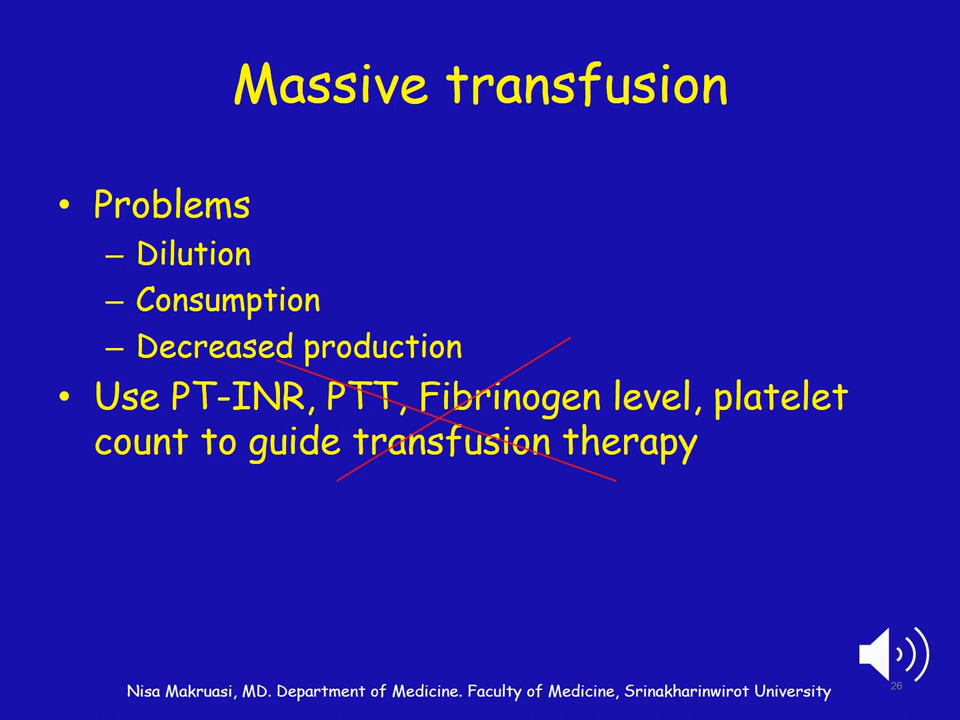 Massive transfusion
• Problems
– Dilution
– Consumption
– Decreased production
• Use PT-INR, PTT, Fibrinogen level, platelet
count to guide transfusion therapy
Nisa Makruasi, MD. Department of Medicine. Faculty of Medicine, Srinakharinwirot University
26